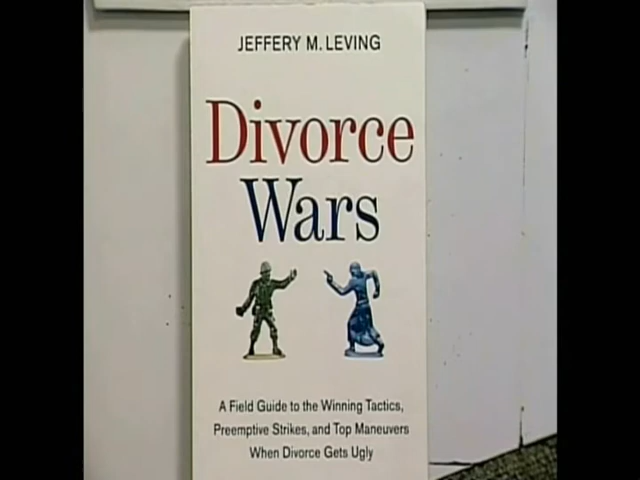 JEFFERY M. LEVING
Divorce
Wars
A Field Guide to the Winning Tactics,
Preemptive Strikes, and Top Maneuvers
When Divorce Gets Ugly